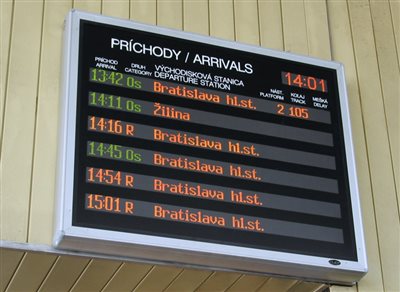 PRÍCHODY / ARRIVALS
14:01
PRÍCHOD ARRIVAL
DRUH CATEGORY
VÝCHODISKOVÁ STANICA DEPARTURE STATION
NÁST. PLATFORM
KOĽAJ TRACK
MEŠKÁ DELAY
13:42 Os Bratislava hl.st. 2 105
14:11 Os Žilina
14:16 R Bratislava hl.st.
14:45 Os Bratislava hl.st.
14:54 R Bratislava hl.st.
15:01 R Bratislava hl.st.